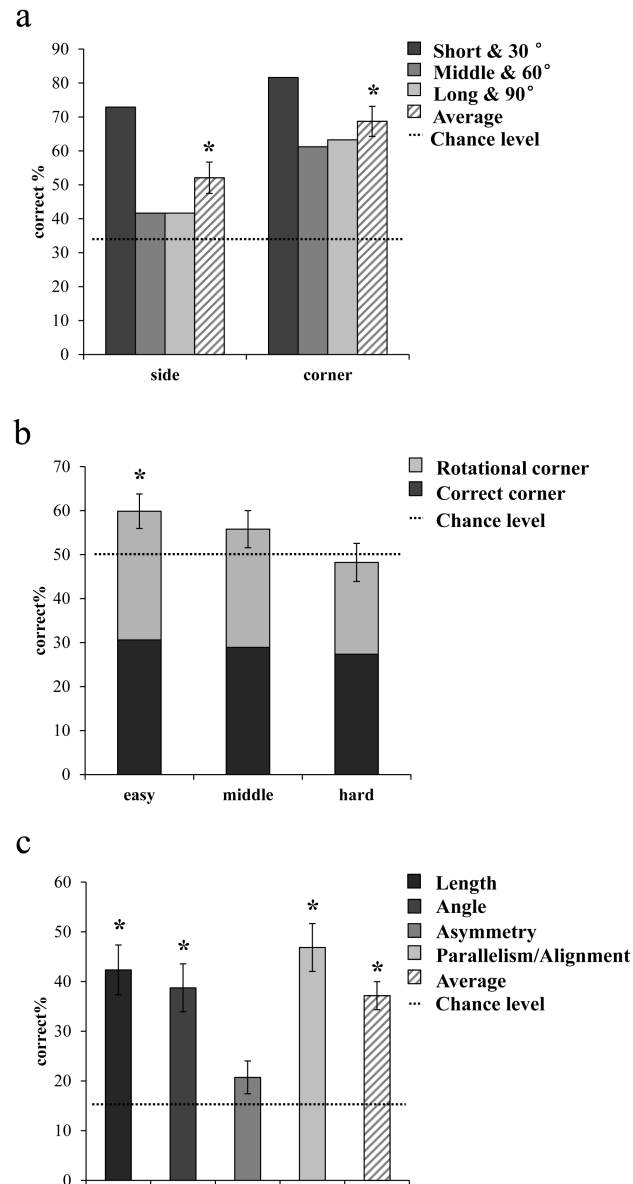 a
90
80
70
60
50
40
30
20
10
0
correct %
side
corner
*
*
Short & 30 °
Middle & 60°
Long & 90°
Average
Chance level
b
70
60
50
40
30
20
10
0
correct%
easy
middle
hard
*
Rotational corner
Correct corner
Chance level
c
60
50
40
30
20
10
0
correct%
*
*
*
*
Length
Angle
Asymmetry
Parallelism/Alignment
Average
Chance level